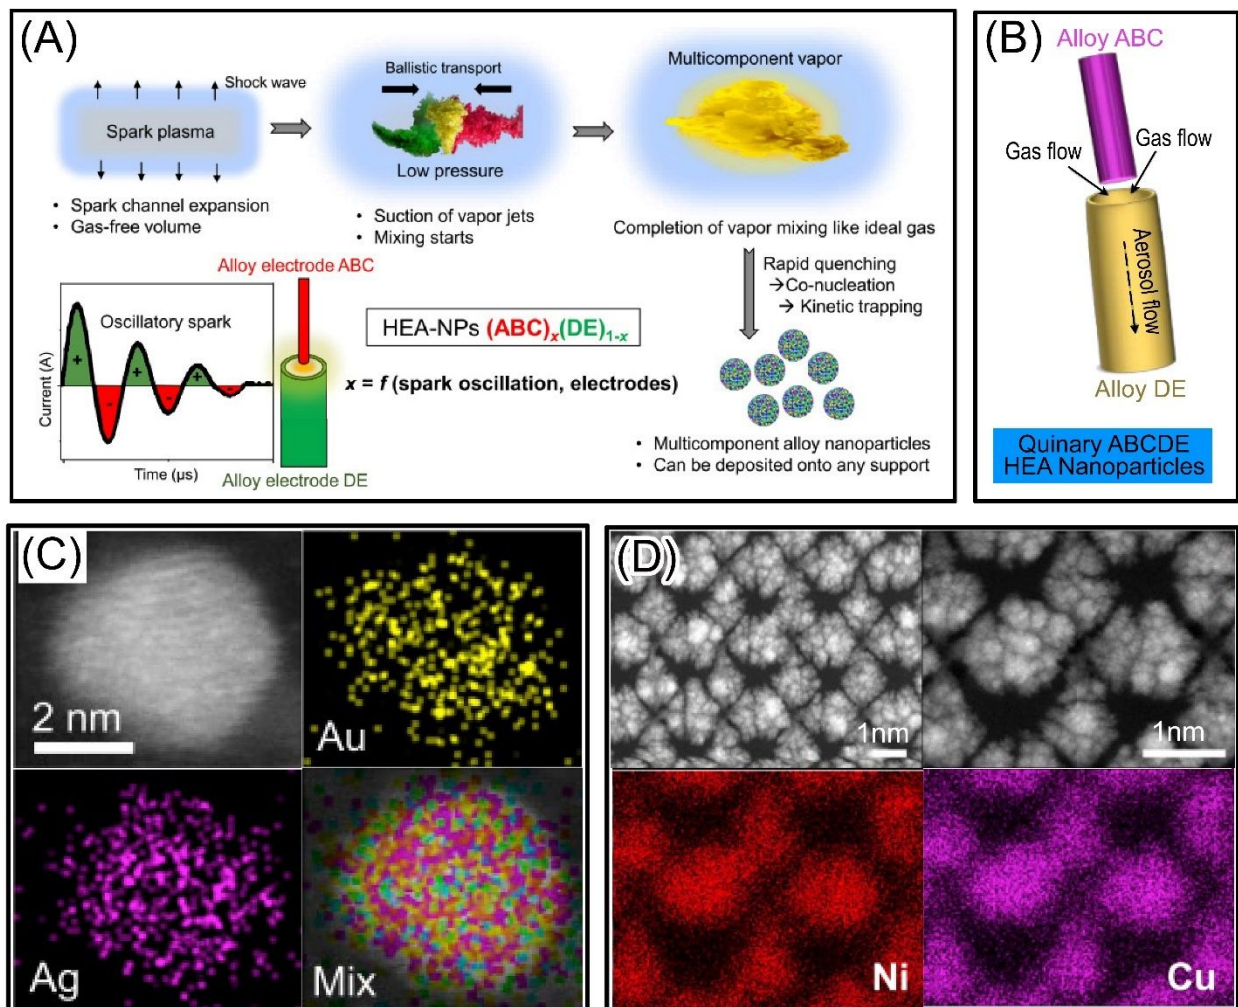 (A)
Shock wave
Spark plasma
• Spark channel expansion
• Gas-free volume
Ballistic transport
Low pressure
• Suction of vapor jets
• Mixing starts
Multicomponent vapor
Completion of vapor mixing like ideal gas
Rapid quenching
→Co-nucleation
→ Kinetic trapping
• Multicomponent alloy nanoparticles
• Can be deposited onto any support
Alloy electrode ABC
Oscillatory spark
+
+
+
-
-
-
Current (A)
Time (µs)
Alloy electrode DE
HEA-NPs (ABC)x(DE)1-x
x = f (spark oscillation, electrodes)
(B)
Alloy ABC
Gas flow
Gas flow
Aerosol flow
Alloy DE
Quinary ABCDE
HEA Nanoparticles
(C)
2 nm
Au
Ag
Mix
(D)
1nm
1nm
Ni
Cu